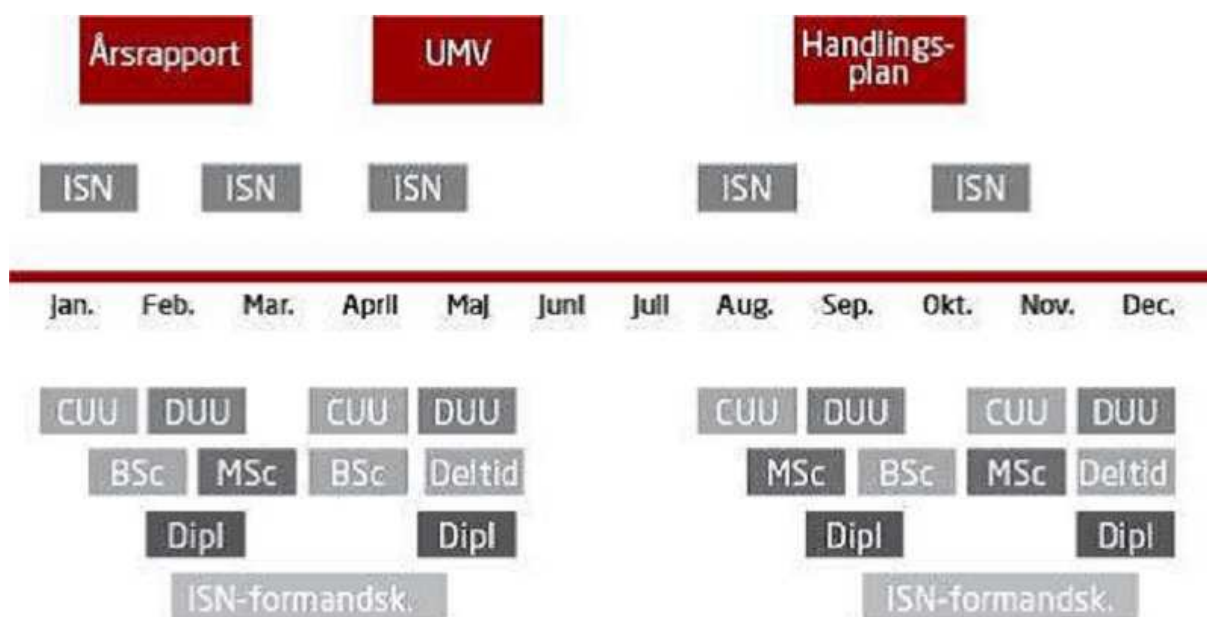 Årsrapport
UMV
Handlings-
plan
ISN ISN ISN ISN ISN
Jan. Feb. Mar. April Maj Juni Juli Aug. Sep. Okt. Nov. Dec.
CUU DUU CUU DUU CUU DUU CUU DUU
BSc MSc BSc Deltid MSc BSc MSc Deltid
Dipl Dipl Dipl Dipl
ISN-formandsk. ISN-formandsk.